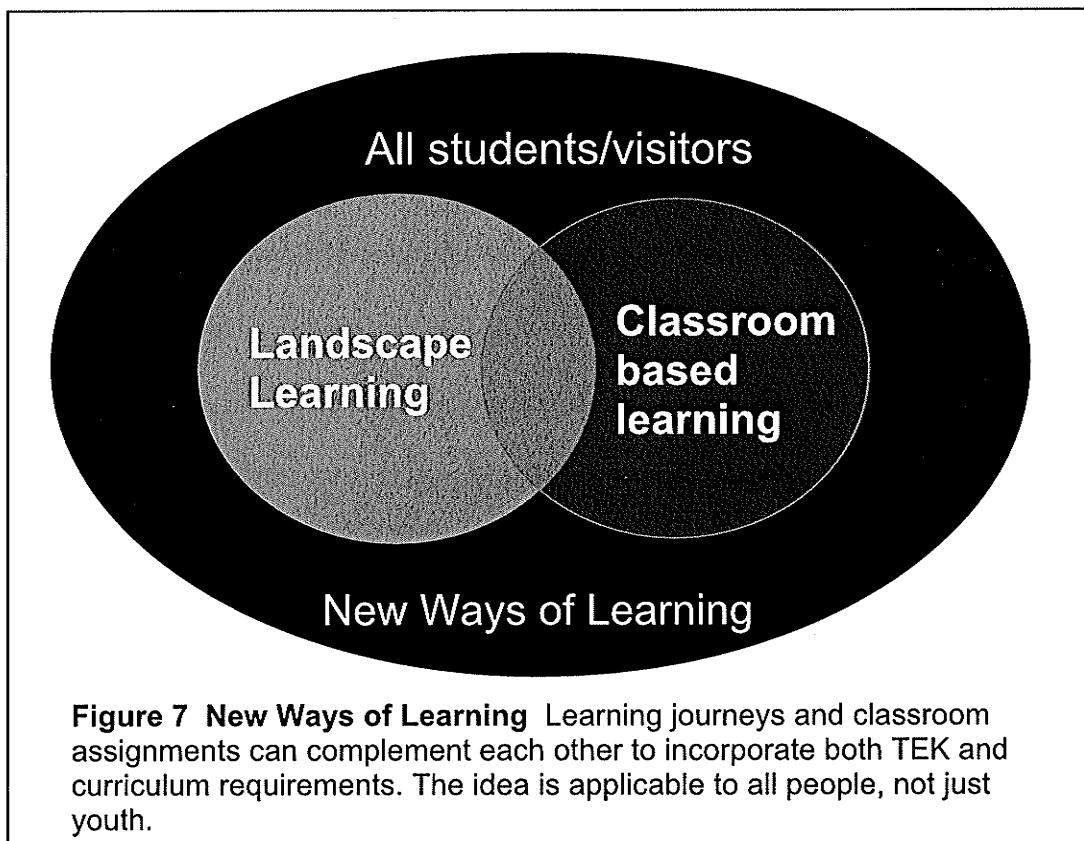 All students/visitors
Landscape
Learning
Classroom
based
learning
New Ways of Learning
Figure 7 New Ways of Learning Learning journeys and classroom
assignments can complement each other to incorporate both TEK and
curriculum requirements. The idea is applicable to all people, not just
youth.